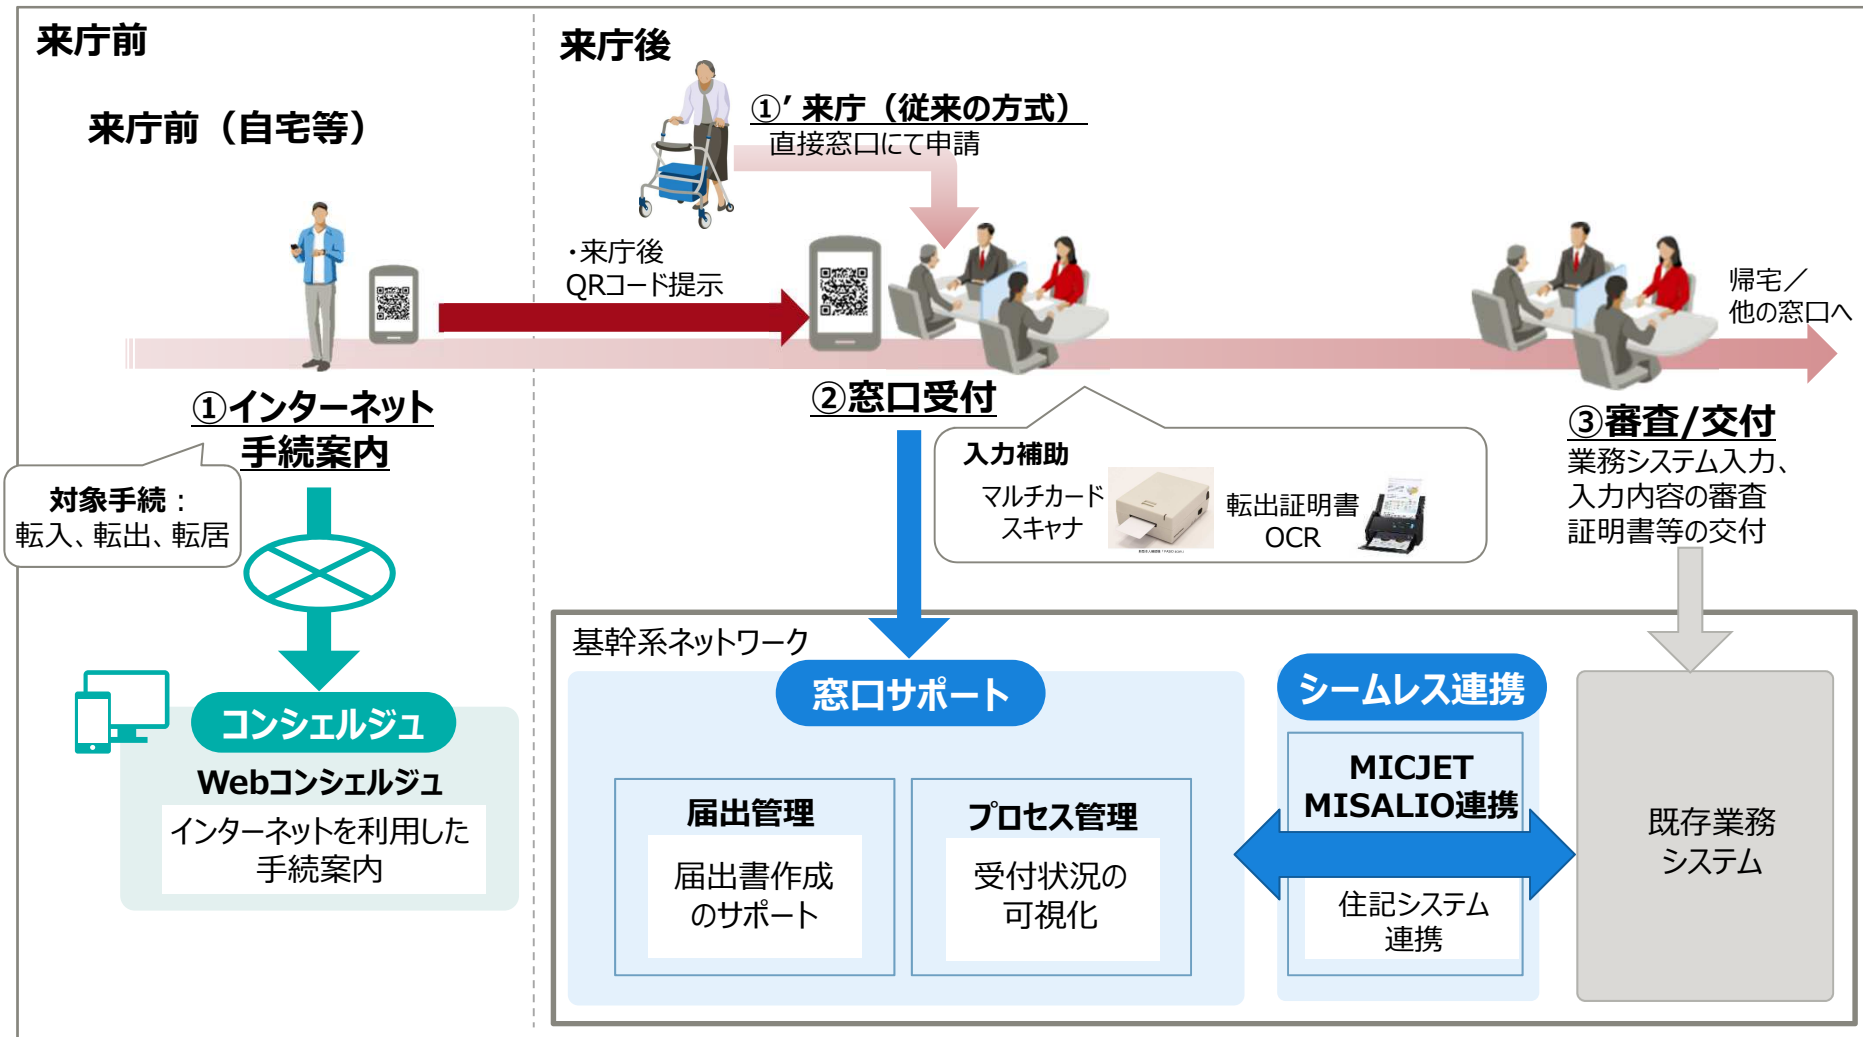 来庁前
来庁前（自宅等）
①インターネット
手続案内
対象手続：
転入、転出、転居
コンシェルジュ
Webコンシェルジュ
インターネットを利用した
手続案内
来庁後
①’ 来庁（従来の方式）
直接窓口にて申請
・来庁後
QRコード提示
②窓口受付
入力補助
マルチカード
スキャナ
転出証明書
OCR
帰宅／
他の窓口へ
③審査/交付
業務システム入力、
入力内容の審査
証明書等の交付
基幹系ネットワーク
窓口サポート
届出管理
届出書作成
のサポート
プロセス管理
受付状況の
可視化
シームレス連携
MICJET
MISALIO連携
住記システム
連携
既存業務
システム